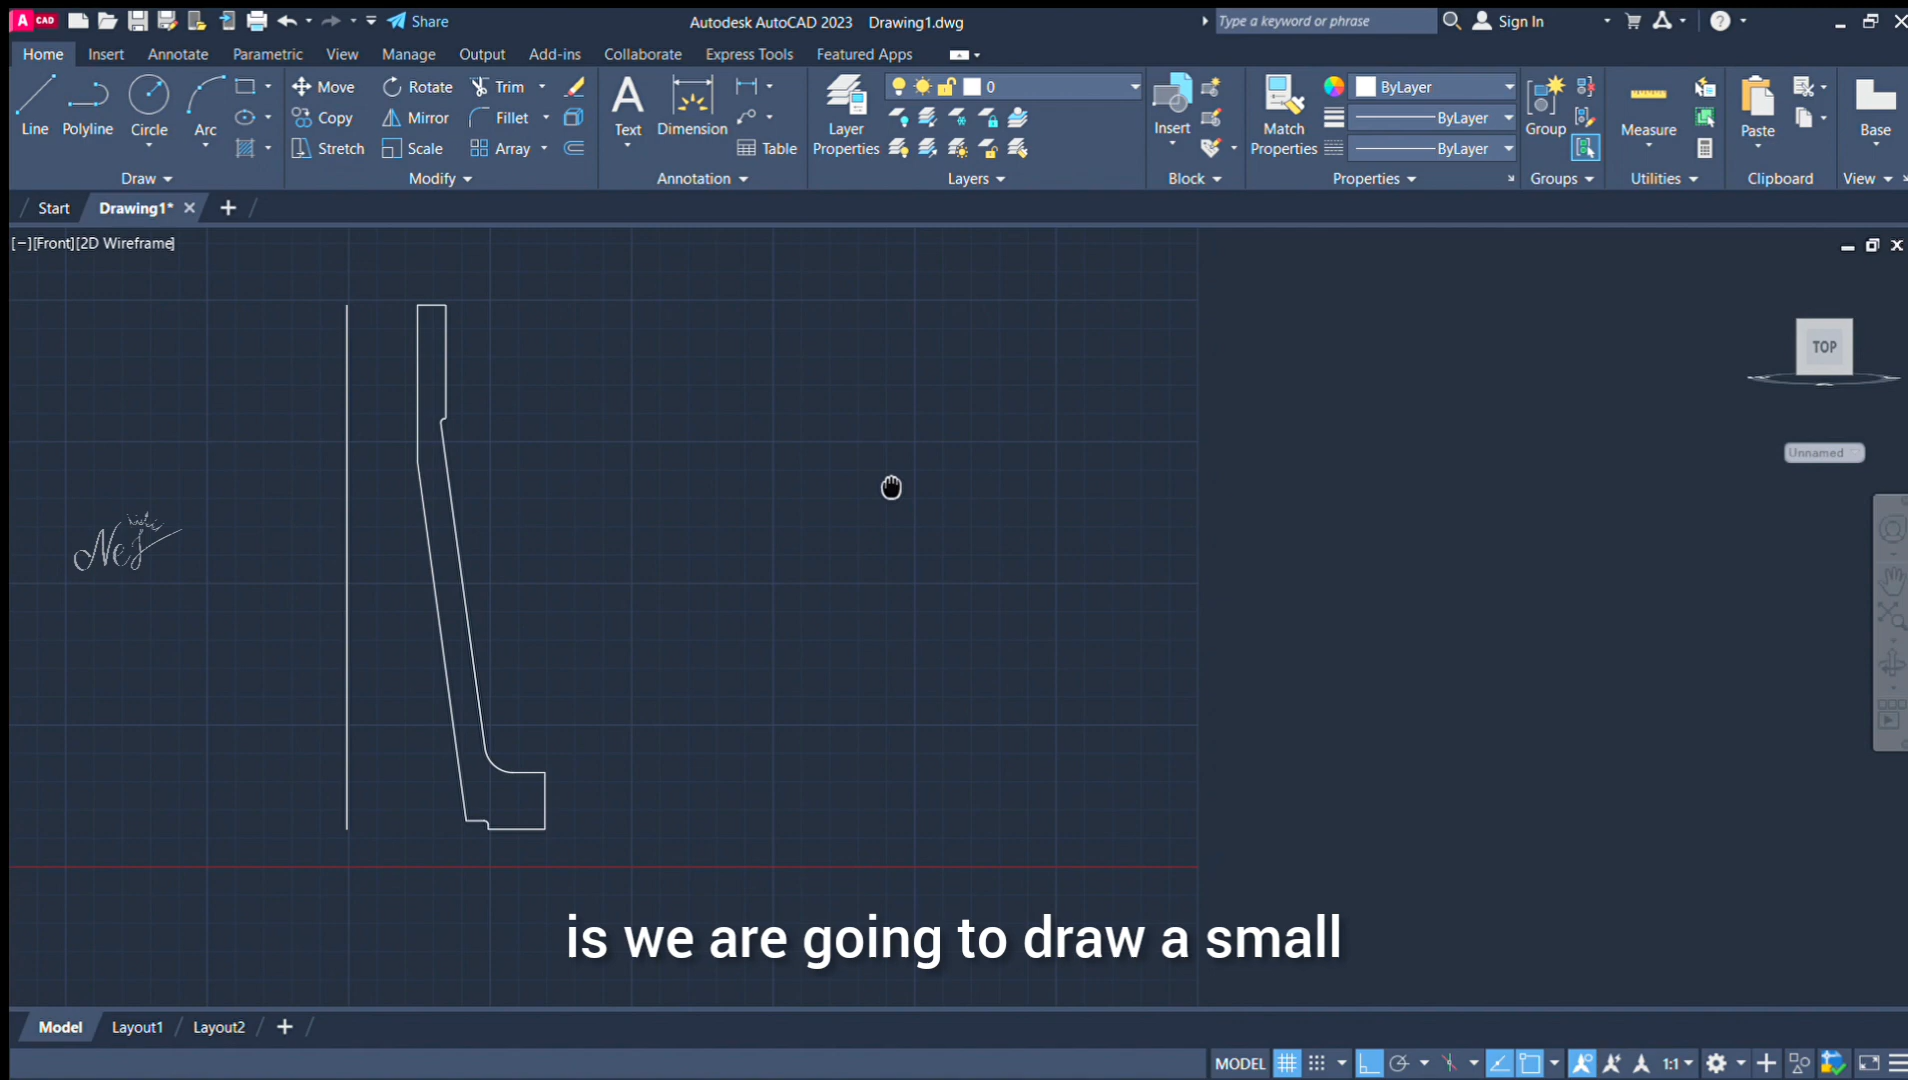 CAD
Share
Autodesk AutoCAD 2023 Drawing1.dwg
Type a keyword or phrase
Sign In
Home Insert Annotate Parametric View Manage Output Add-ins Collaborate Express Tools Featured Apps
Line Polyline Circle Arc
Move Rotate Trim
Copy Mirror Fillet
Stretch Scale Array
Text Dimension Table
Layer Properties
0
Insert
Match Properties
ByLayer
ByLayer
ByLayer
Group
Measure
Paste
Base
Draw Modify Annotation Layers Block Properties Groups Utilities Clipboard View
Start Drawing1*
[−][Front][2D Wireframe]
TOP
Unnamed
Nes
is we are going to draw a small
Model Layout1 Layout2
MODEL 1:1